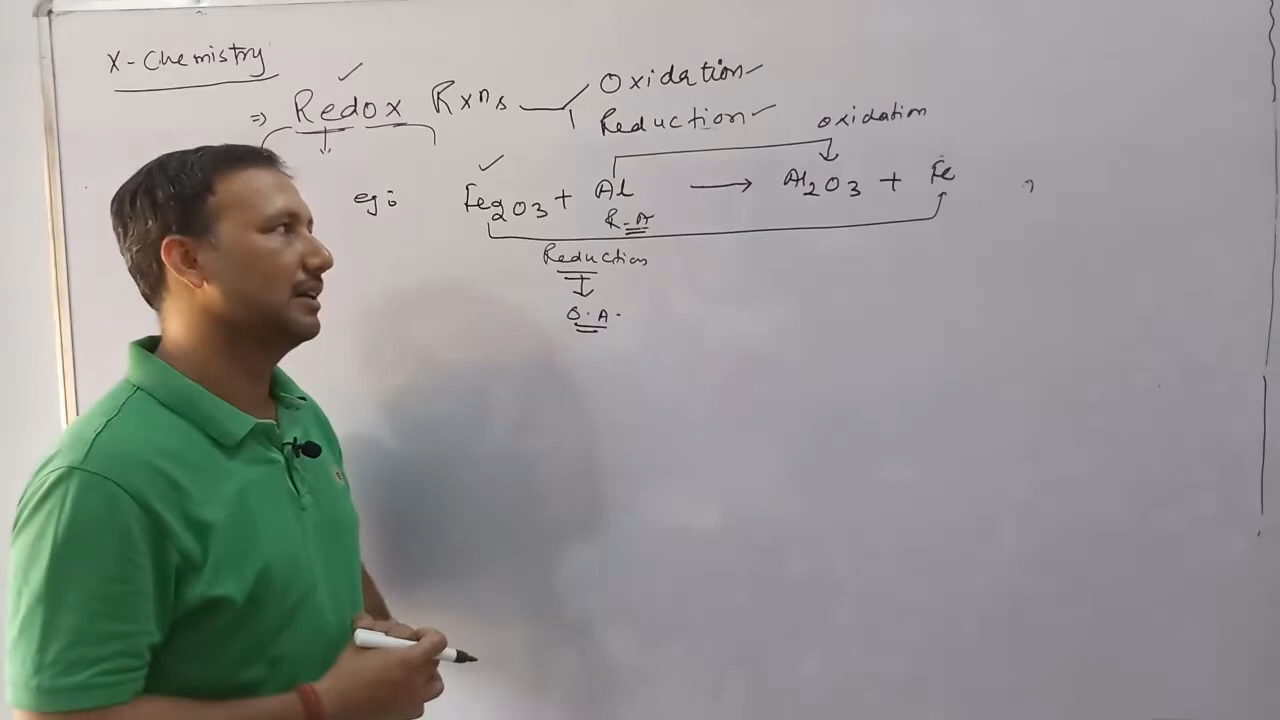 X- Chemistry
⇒ Redox Rxns Oxidation
Reduction
oxidation
eg: Fe2O3 + Al → Al2O3 + Fe
R-A
Reduction
O.A.